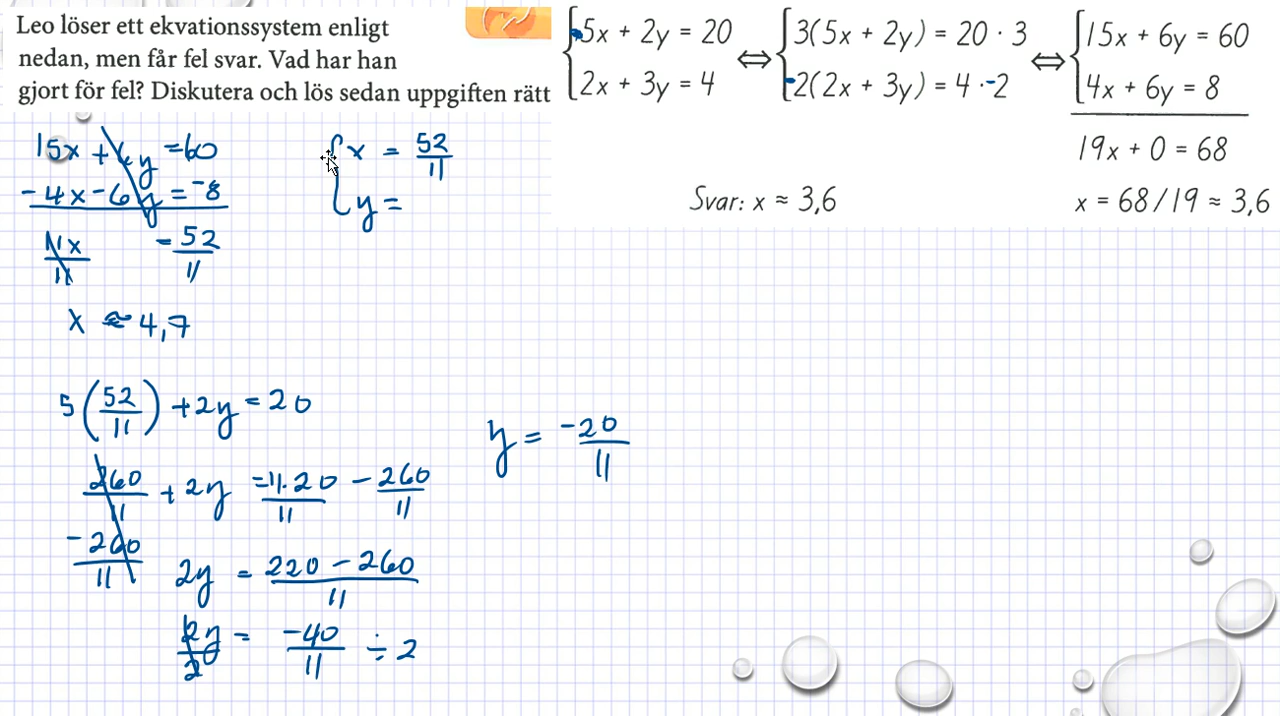 Leo löser ett ekvationssystem enligt
nedan, men får fel svar. Vad har han
gjort för fel? Diskutera och lös sedan uppgiften rätt
5x + 2y = 20 ⇔ 3(5x + 2y) = 20 · 3 ⇔ 15x + 6y = 60
2x + 3y = 4 -2(2x + 3y) = 4 · -2 4x + 6y = 8
19x + 0 = 68
Svar: x ≈ 3,6 x = 68/19 ≈ 3,6
15x + 6y = 60
-4x - 6y = -8
11x/11 = 52/11
x ≈ 4,7
x = 52/11
y =
5(52/11) + 2y = 20
260/11 + 2y = 11·20/11 - 260/11
-260/11
2y = 220 - 260/11
2y/2 = -40/11 ÷ 2
y = -20/11